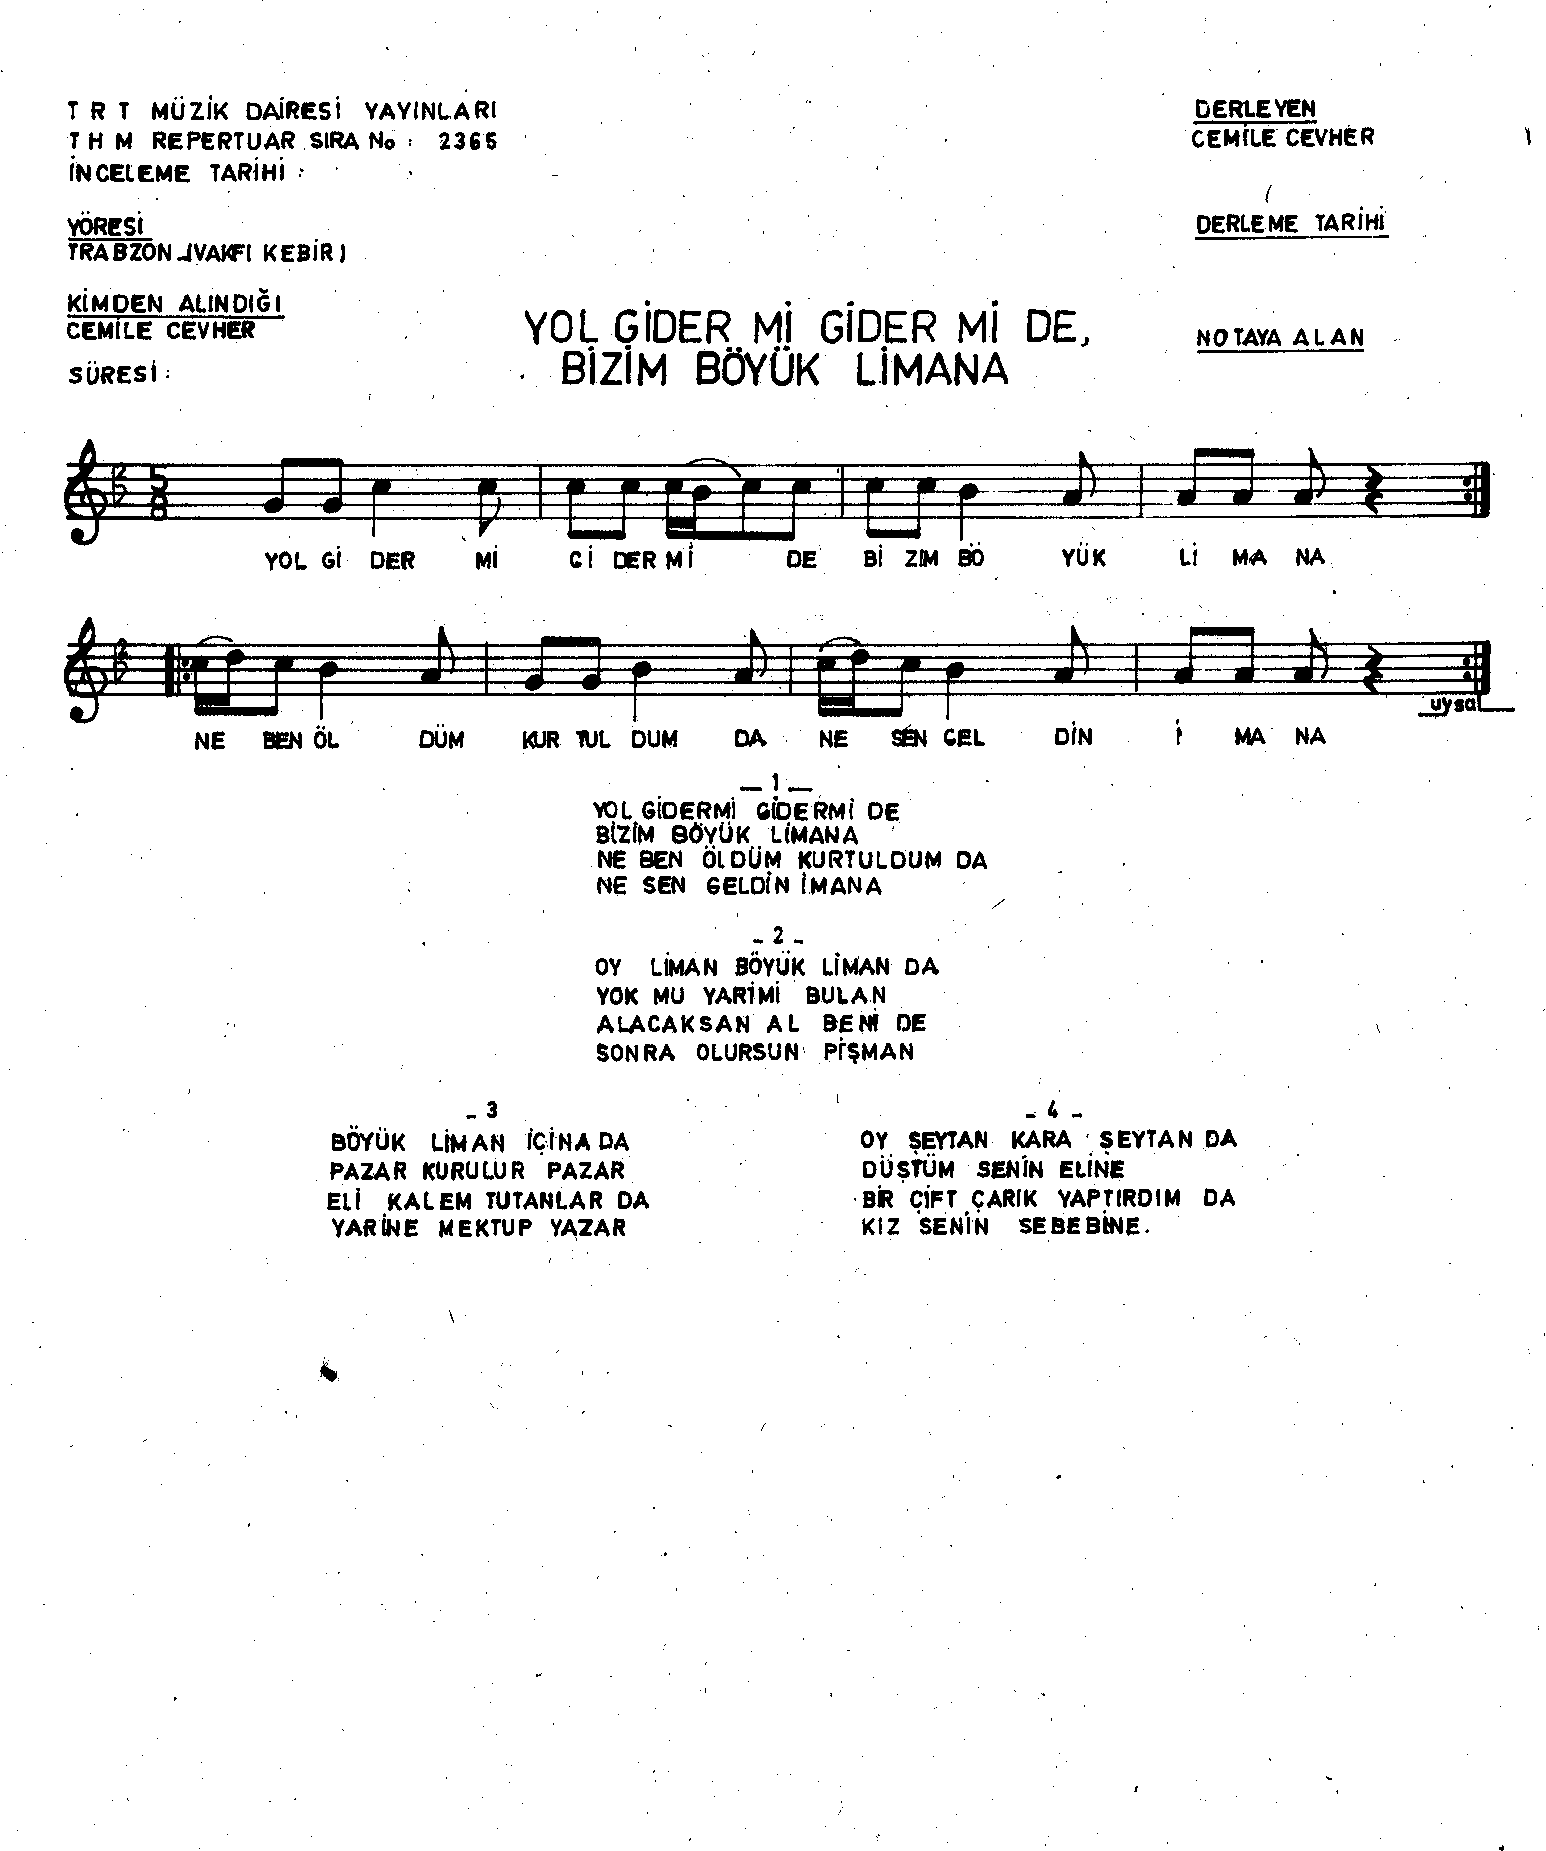 T R T MÜZİK DAİRESİ YAYINLARI
T H M REPERTUAR SIRA No : 2365
İNCELEME TARİHİ :
DERLEYEN
CEMİLE CEVHER
YÖRESİ
TRABZON (VAKFI KEBİR)
DERLEME TARİHİ
KİMDEN ALINDIĞI
CEMİLE CEVHER
SÜRESİ :
YOL GİDER Mİ GİDER Mİ DE,
BİZİM BÖYÜK LİMANA
NOTAYA ALAN
5
8
YOL Gİ DER Mİ Gİ DER Mİ DE Bİ ZİM BÖ YÜK Lİ MA NA
uysal
NE BEN ÖL DÜM KUR TUL DUM DA NE SEN GEL DİN İ MA NA
— 1 —
YOL GİDERMİ GİDERMİ DE
BİZİM BÖYÜK LİMANA
NE BEN ÖLDÜM KURTULDUM DA
NE SEN GELDİN İMANA
- 2 -
OY LİMAN BÖYÜK LİMAN DA
YOK MU YARİMİ BULAN
ALACAKSAN AL BENİ DE
SONRA OLURSUN PİŞMAN
- 3
BÖYÜK LİMAN İÇİNA DA
PAZAR KURULUR PAZAR
ELİ KALEM TUTANLAR DA
YARİNE MEKTUP YAZAR
- 4 -
OY ŞEYTAN KARA ŞEYTAN DA
DÜŞTÜM SENİN ELİNE
BİR ÇİFT ÇARIK YAPTIRDIM DA
KIZ SENİN SEBEBİNE.